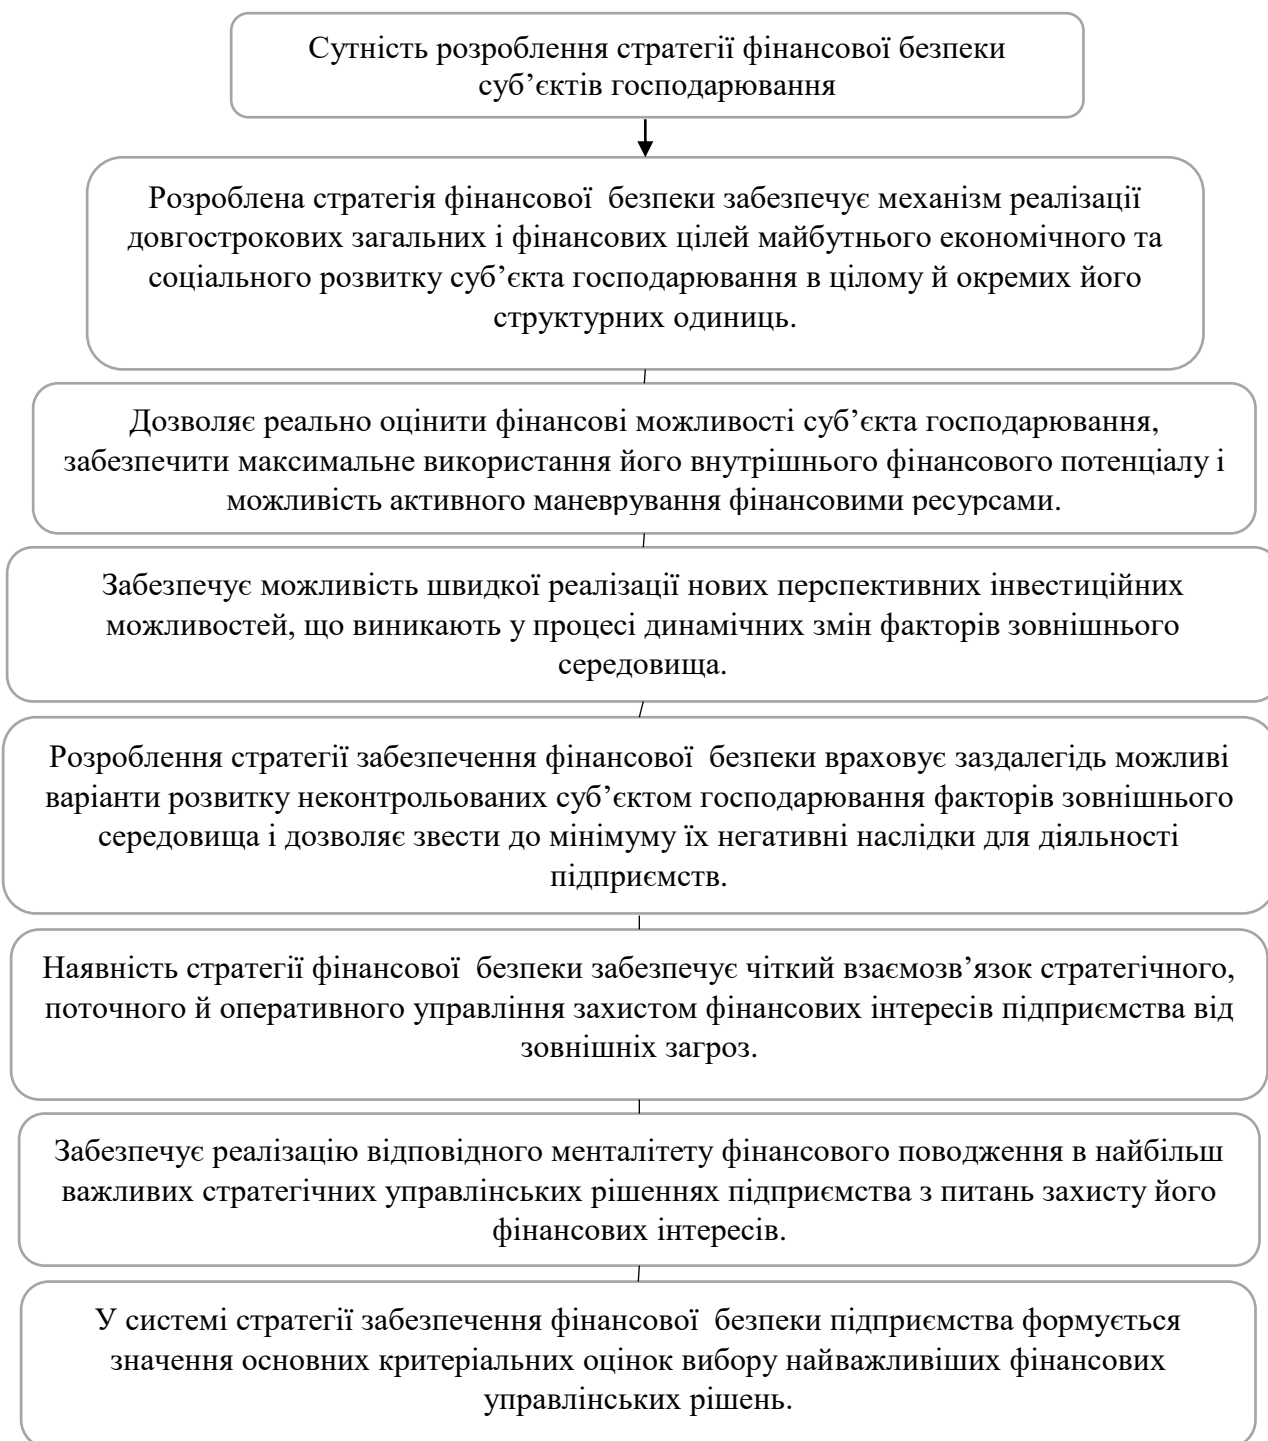 Сутність розроблення стратегії фінансової безпеки
суб’єктів господарювання
Розроблена стратегія фінансової  безпеки забезпечує механізм реалізації
довгострокових загальних і фінансових цілей майбутнього економічного та
соціального розвитку суб’єкта господарювання в цілому й окремих його
структурних одиниць.
Дозволяє реально оцінити фінансові можливості суб’єкта господарювання,
забезпечити максимальне використання його внутрішнього фінансового потенціалу і
можливість активного маневрування фінансовими ресурсами.
Забезпечує можливість швидкої реалізації нових перспективних інвестиційних
можливостей, що виникають у процесі динамічних змін факторів зовнішнього
середовища.
Розроблення стратегії забезпечення фінансової  безпеки враховує заздалегідь можливі
варіанти розвитку неконтрольованих суб’єктом господарювання факторів зовнішнього
середовища і дозволяє звести до мінімуму їх негативні наслідки для діяльності
підприємств.
Наявність стратегії фінансової  безпеки забезпечує чіткий взаємозв’язок стратегічного,
поточного й оперативного управління захистом фінансових інтересів підприємства від
зовнішніх загроз.
Забезпечує реалізацію відповідного менталітету фінансового поводження в найбільш
важливих стратегічних управлінських рішеннях підприємства з питань захисту його
фінансових інтересів.
У системі стратегії забезпечення фінансової  безпеки підприємства формується
значення основних критеріальних оцінок вибору найважливіших фінансових
управлінських рішень.